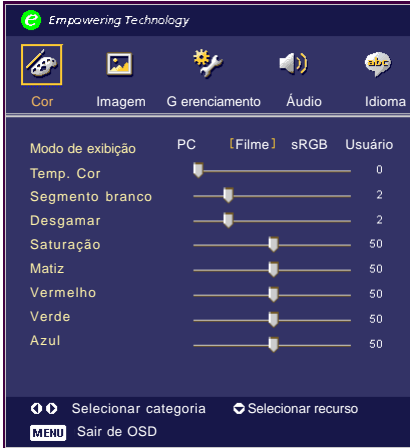 e Empowering Technology
abc
Cor Imagem G erenciamento Áudio Idioma
Modo de exibição PC [Filme] sRGB Usuário
Temp. Cor 0
Segmento branco 2
Desgamar 2
Saturação 50
Matiz 50
Vermelho 50
Verde 50
Azul 50
Selecionar categoria Selecionar recurso
MENU Sair de OSD